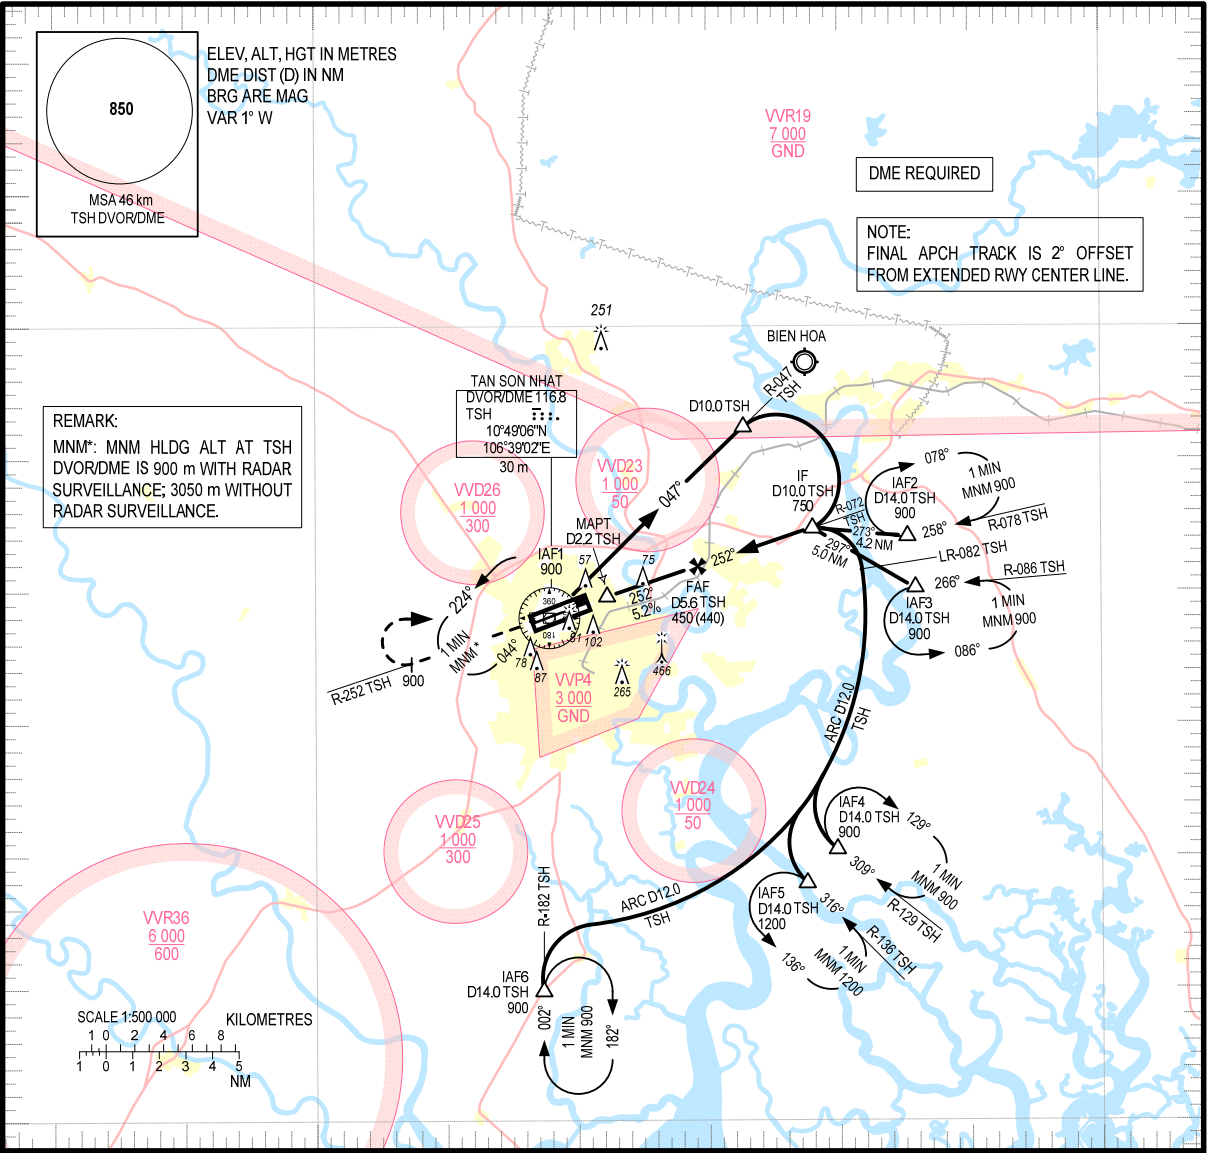 850
MSA 46 km
TSH DVOR/DME
ELEV, ALT, HGT IN METRES
DME DIST (D) IN NM
BRG ARE MAG
VAR 1° W
VVR19
7 000
GND
DME REQUIRED
NOTE:
FINAL APCH TRACK IS 2° OFFSET
FROM EXTENDED RWY CENTER LINE.
251
BIEN HOA
R-047
TSH
D10.0 TSH
TAN SON NHAT
DVOR/DME 116.8
TSH
10°49'06"N
106°39'02"E
30 m
REMARK:
MNM*: MNM HLDG ALT AT TSH
DVOR/DME IS 900 m WITH RADAR
SURVEILLANCE; 3050 m WITHOUT
RADAR SURVEILLANCE.
VVD26
1 000
300
VVD23
1 000
50
047°
IF
D10.0 TSH
750
R-072
TSH
273°
4.2 NM
297°
5.0 NM
IAF2
D14.0 TSH
900
078°
1 MIN
MNM 900
258°
R-078 TSH
LR-082 TSH
R-086 TSH
266°
IAF3
D14.0 TSH
900
1 MIN
MNM 900
086°
MAPT
D2.2 TSH
IAF1
900
57
75
252°
FAF
D5.6 TSH
450 (440)
252°
5.2%
360
180
81
102
78
87
265
466
224°
1 MIN
MNM*
044°
R-252 TSH
900
VVP4
3 000
GND
ARC D12.0
TSH
VVD24
1 000
50
VVD25
1 000
300
IAF4
D14.0 TSH
900
129°
1 MIN
MNM 900
309°
R-129 TSH
IAF5
D14.0 TSH
1200
316°
R-136 TSH
136°
1 MIN
MNM 1200
ARC D12.0
TSH
R-182 TSH
IAF6
D14.0 TSH
900
002°
1 MIN
MNM 900
182°
VVR36
6 000
600
SCALE 1:500 000
KILOMETRES
1 0 2 4 6 8
1 0 1 2 3 4 5
NM